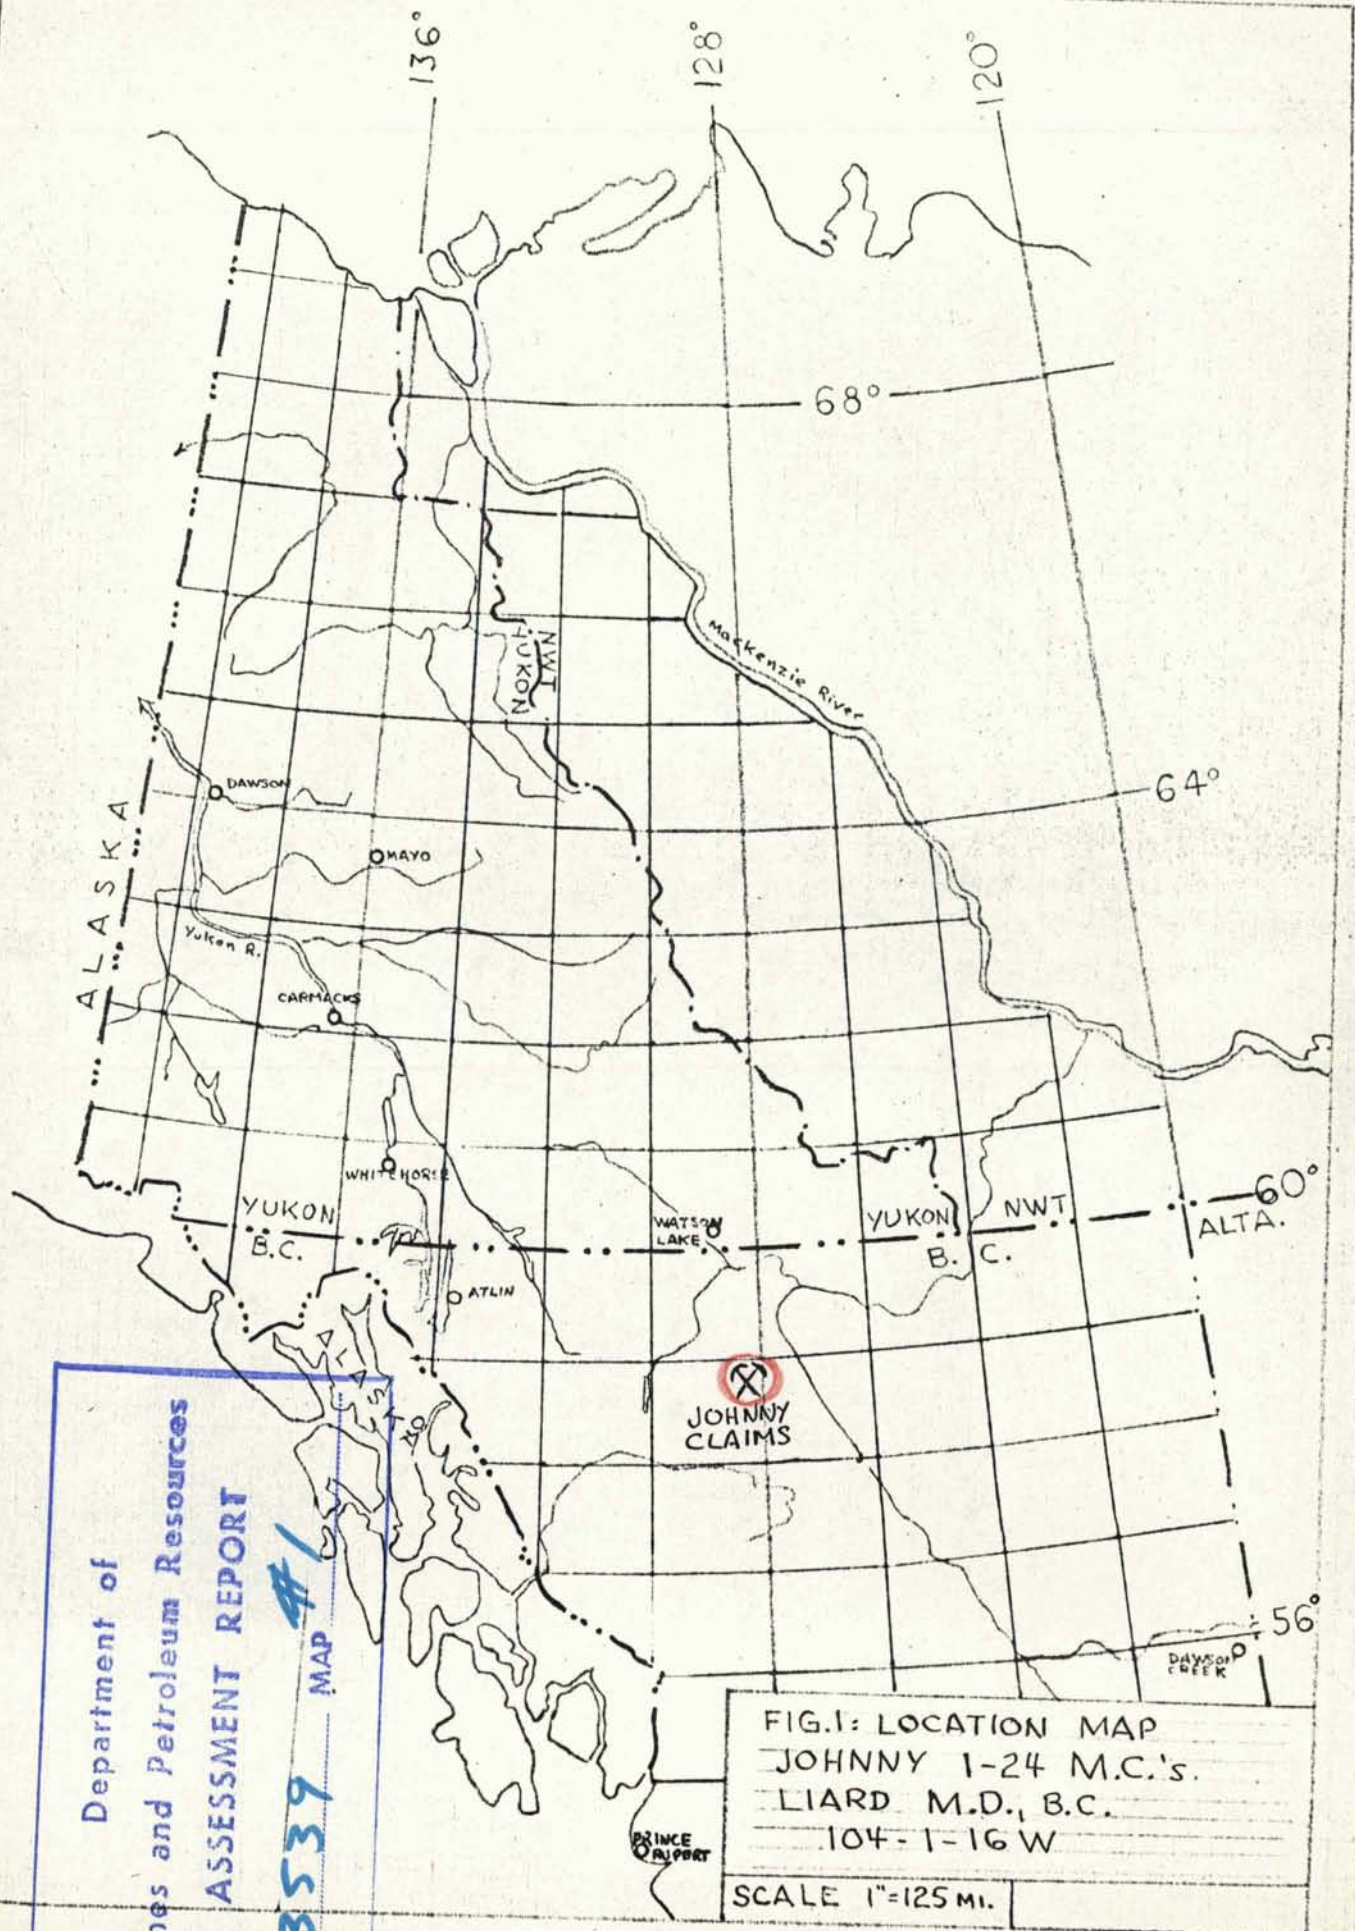 136°
128°
120°
68°
NWT
YUKON
Mackenzie River
64°
DAWSON
MAYO
ALASKA
Yukon R.
CARMACKS
WHITEHORSE
YUKON
B.C.
WATSON
LAKE
YUKON
NWT
60°
B. C.
ALTA.
ATLIN
ALASKA
JOHNNY
CLAIMS
56°
DAWSON
CREEK
PRINCE
RUPERT
Department of
nes and Petroleum Resources
ASSESSMENT REPORT
3539 MAP #1
FIG.1: LOCATION MAP
JOHNNY 1-24 M.C.'s.
LIARD M.D., B.C.
104-1-16 W
SCALE 1"=125 MI.